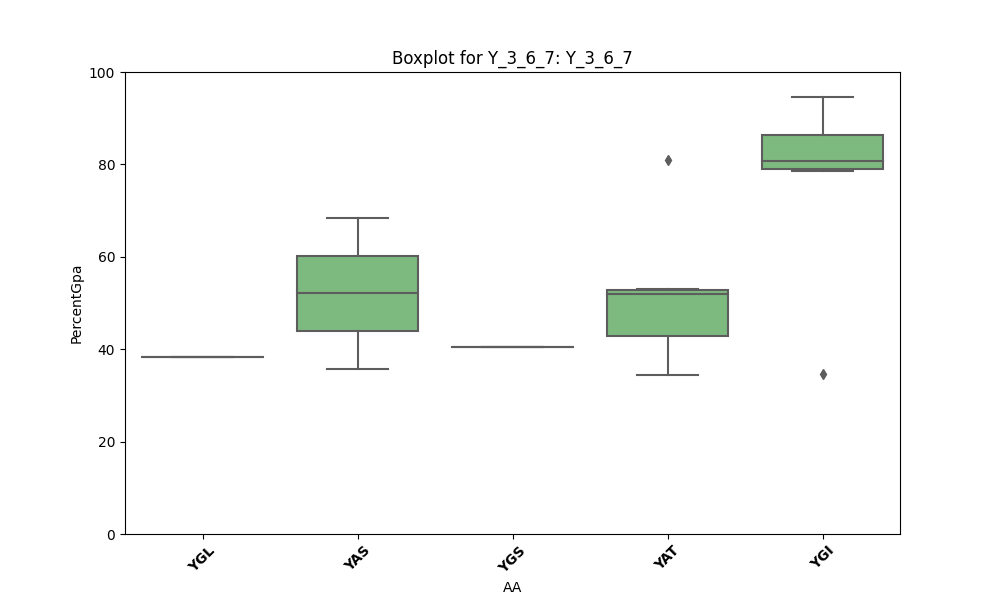 Boxplot for Y_3_6_7: Y_3_6_7
100
80
60
40
20
0
PercentGpa
YGL
YAS
YGS
YAT
YGI
AA